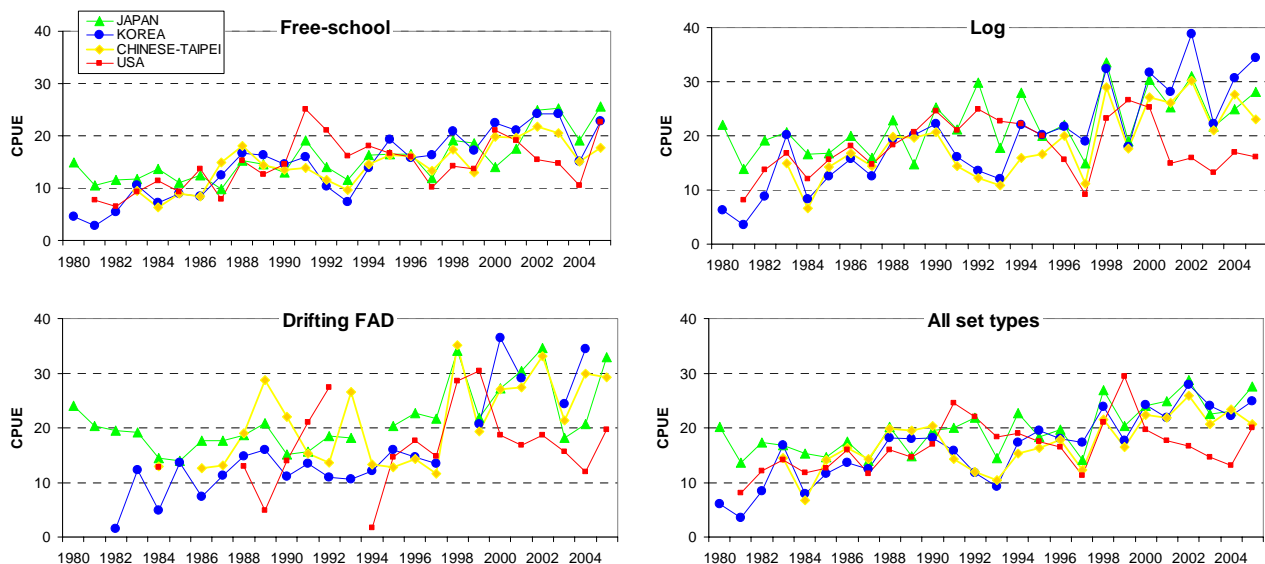 Free-school
JAPAN
KOREA
CHINESE-TAIPEI
USA
CPUE
40
30
20
10
0
1980 1982 1984 1986 1988 1990 1992 1994 1996 1998 2000 2002 2004
Log
CPUE
40
30
20
10
0
1980 1982 1984 1986 1988 1990 1992 1994 1996 1998 2000 2002 2004
Drifting FAD
CPUE
40
30
20
10
0
1980 1982 1984 1986 1988 1990 1992 1994 1996 1998 2000 2002 2004
All set types
CPUE
40
30
20
10
0
1980 1982 1984 1986 1988 1990 1992 1994 1996 1998 2000 2002 2004